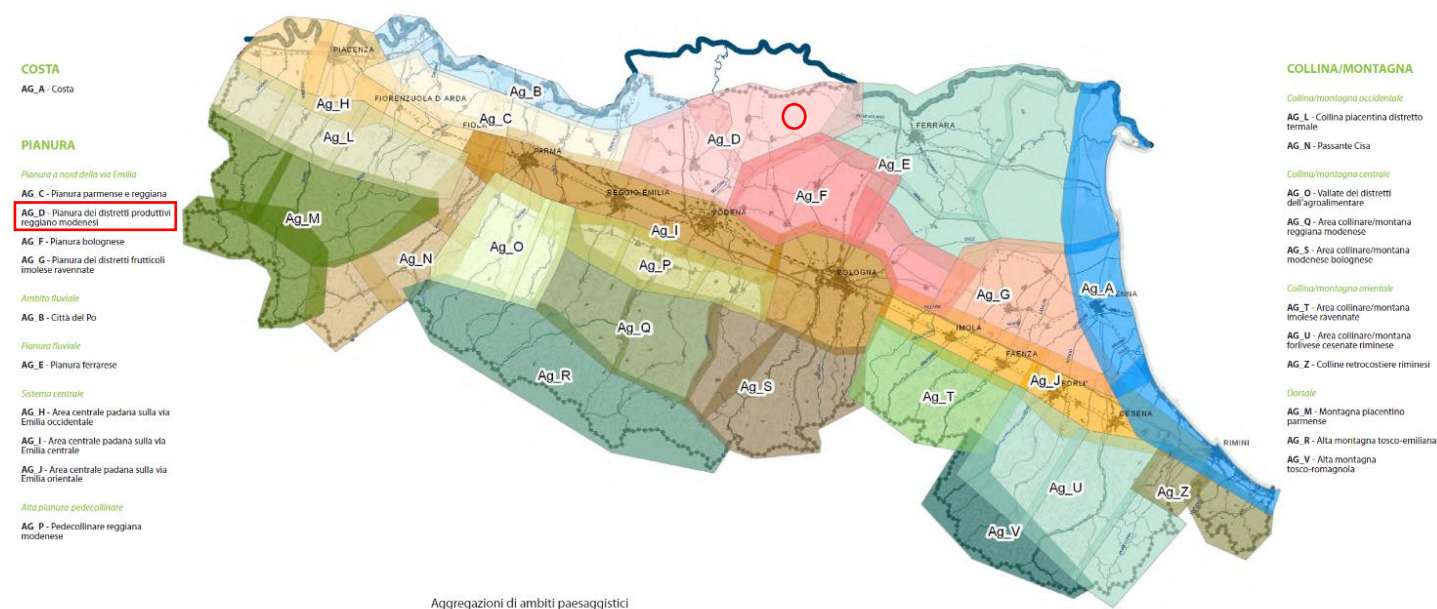 COSTA
AG_A - Costa
PIANURA
Pianura a nord della via Emilia
AG_C - Pianura parmense e reggiana
AG_D - Pianura dei distretti produttivi
reggiano modenesi
AG_F - Pianura bolognese
AG_G - Pianura dei distretti frutticoli
imolese ravennate
Ambito fluviale
AG_B - Città del Po
Pianura fluviale
AG_E - Pianura ferrarese
Sistema centrale
AG_H - Area centrale padana sulla via
Emilia occidentale
AG_I - Area centrale padana sulla via
Emilia centrale
AG_J - Area centrale padana sulla via
Emilia orientale
Alta pianura-pedecollinare
AG_P - Pedecollinare reggiana
modenese
PIACENZA
Ag_B
Ag_H
FIORENZUOLA D'ARDA
Ag_C
Ag_L
Ag_D
FERRARA
PARMA
Ag_E
REGGIO EMILIA
Ag_F
Ag_M
Ag_I
Ag_N
Ag_O
Ag_P
BOLOGNA
Ag_A
Ag_G
Ag_Q
IMOLA
FAENZA
Ag_R
Ag_S
Ag_J
Ag_T
CESENA
RIMINI
Ag_U
Ag_Z
Ag_V
COLLINA/MONTAGNA
Collina/montagna occidentale
AG_L - Collina piacentina distretto
termale
AG_N - Passante Cisa
Collina/montagna centrale
AG_O - Vallate dei distretti
dell'agroalimentare
AG_Q - Area collinare/montana
reggiana modenese
AG_S - Area collinare/montana
modenese bolognese
Collina/montagna orientale
AG_T - Area collinare/montana
imolese ravennate
AG_U - Area collinare/montana
forlivese cesenate riminese
AG_Z - Colline retrocostiere riminesi
Dorsale
AG_M - Montagna piacentino
parmense
AG_R - Alta montagna tosco-emiliana
AG_V - Alta montagna
tosco-romagnola
Aggregazioni di ambiti paesaggistici